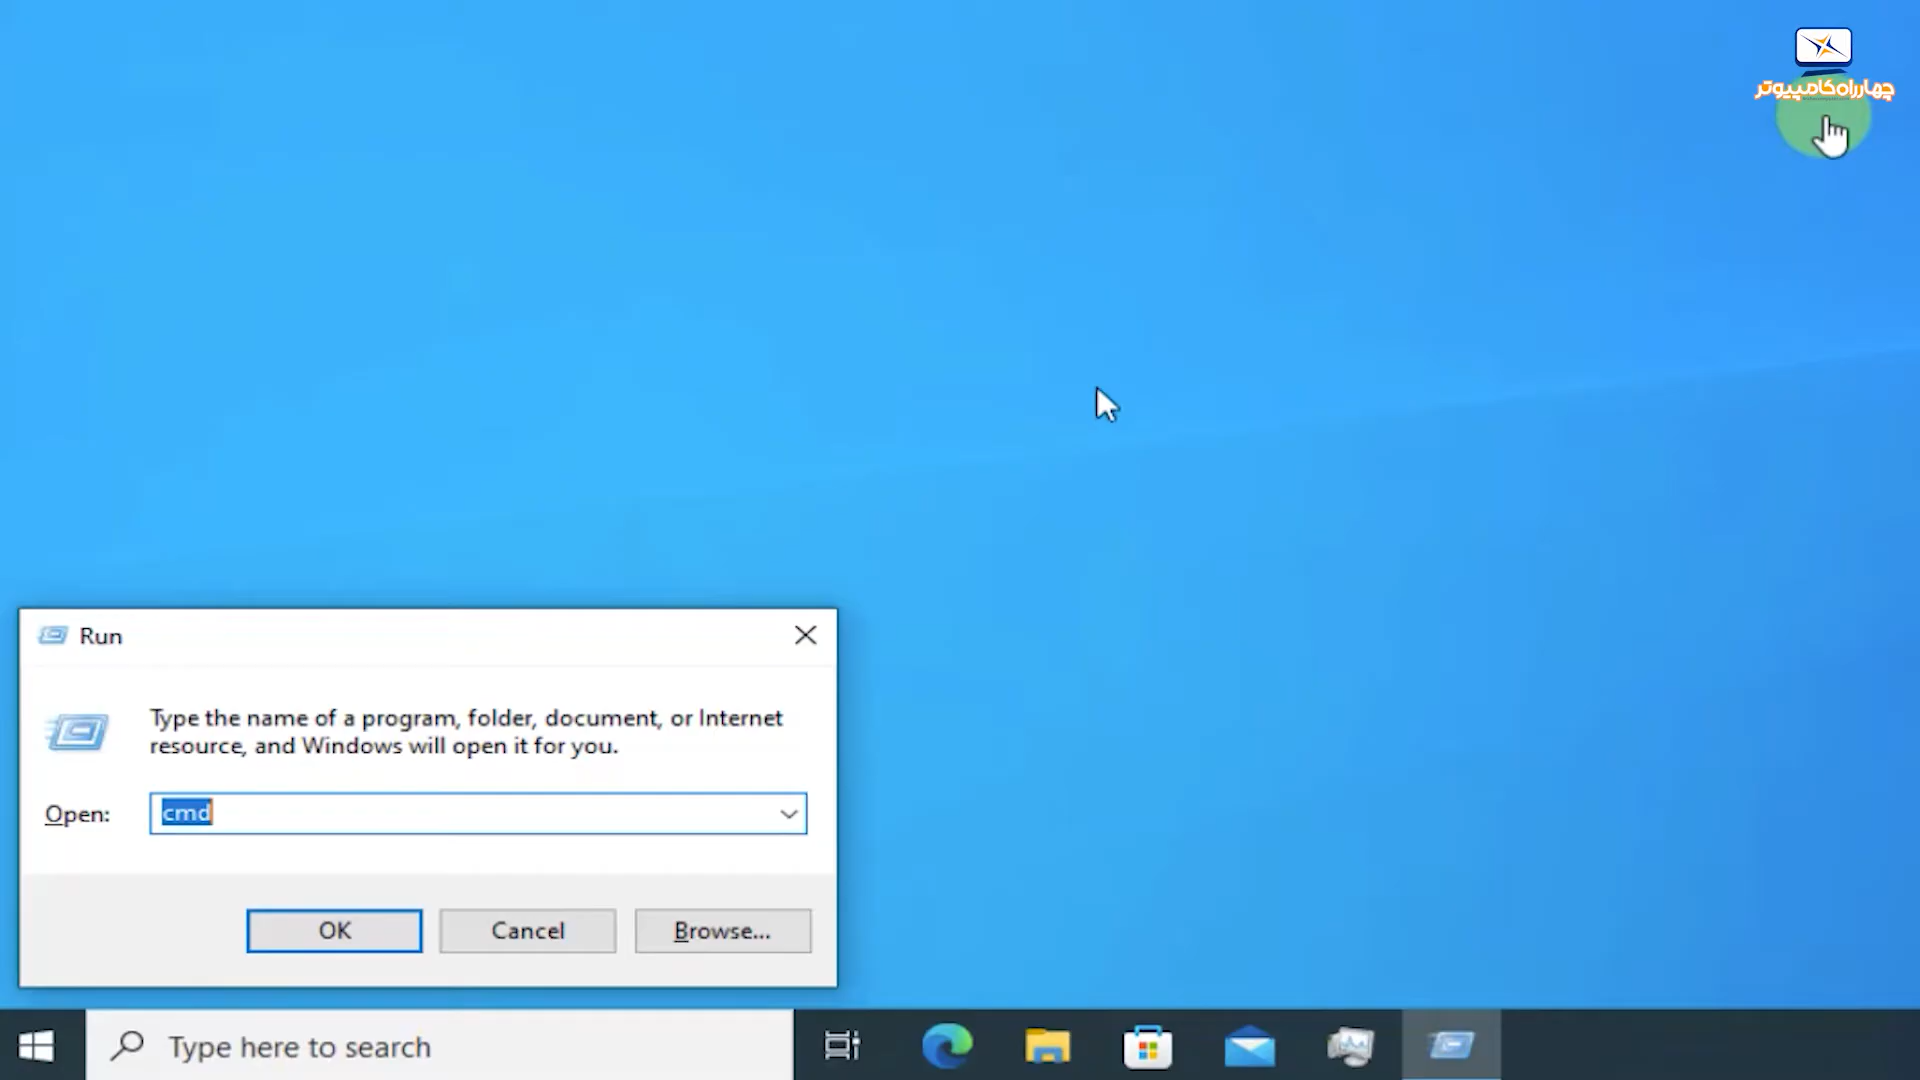 چهارراه کامپیوتر
Run
Type the name of a program, folder, document, or Internet
resource, and Windows will open it for you.
Open:
cmd
OK
Cancel
Browse...
Type here to search